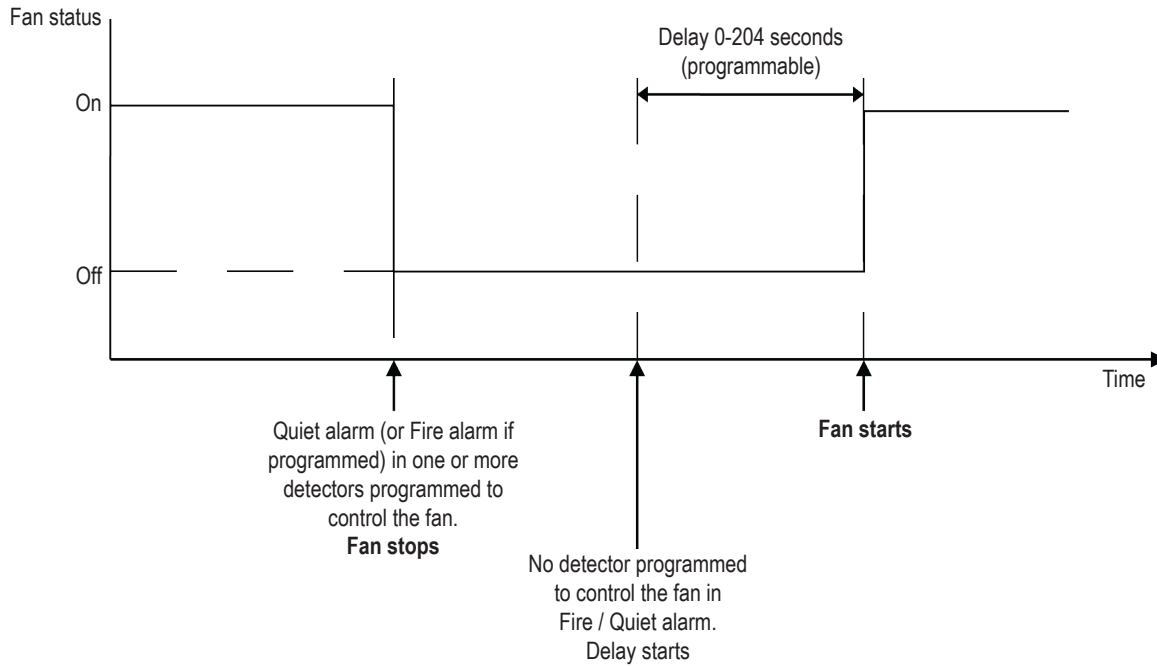 Fan status
Delay 0-204 seconds
(programmable)
On
Off
Time
Quiet alarm (or Fire alarm if
programmed) in one or more
detectors programmed to
control the fan.
Fan stops
Fan starts
No detector programmed
to control the fan in
Fire / Quiet alarm.
Delay starts